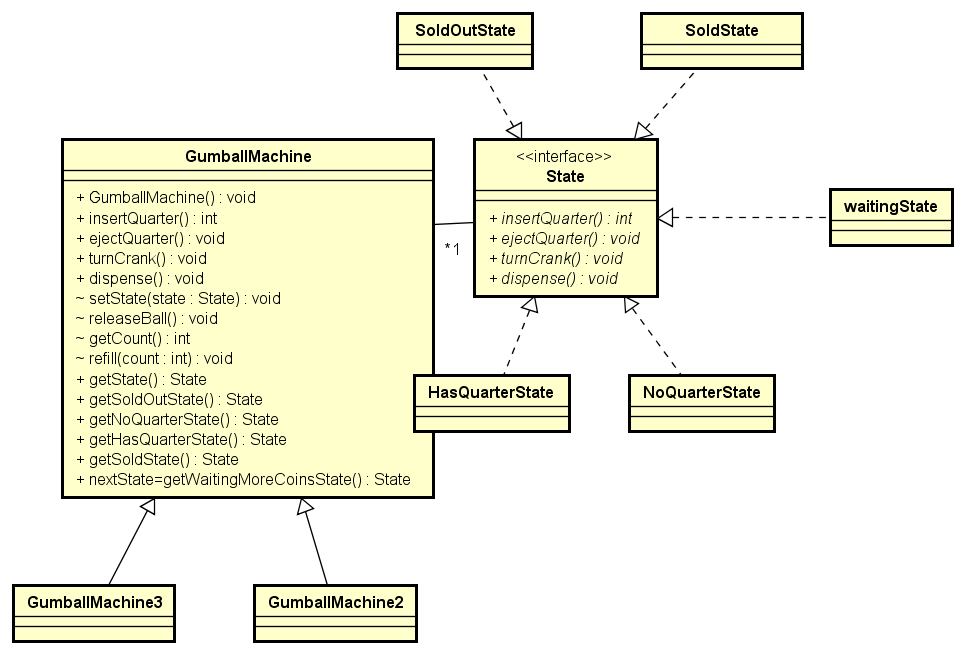 SoldOutState
SoldState
GumballMachine
+ GumballMachine() : void
+ insertQuarter() : int
+ ejectQuarter() : void
+ turnCrank() : void
+ dispense() : void
~ setState(state : State) : void
~ releaseBall() : void
~ getCount() : int
~ refill(count : int) : void
+ getState() : State
+ getSoldOutState() : State
+ getNoQuarterState() : State
+ getHasQuarterState() : State
+ getSoldState() : State
+ nextState=getWaitingMoreCoinsState() : State
*1
<<interface>>
State
+ insertQuarter() : int
+ ejectQuarter() : void
+ turnCrank() : void
+ dispense() : void
waitingState
HasQuarterState
NoQuarterState
GumballMachine3
GumballMachine2